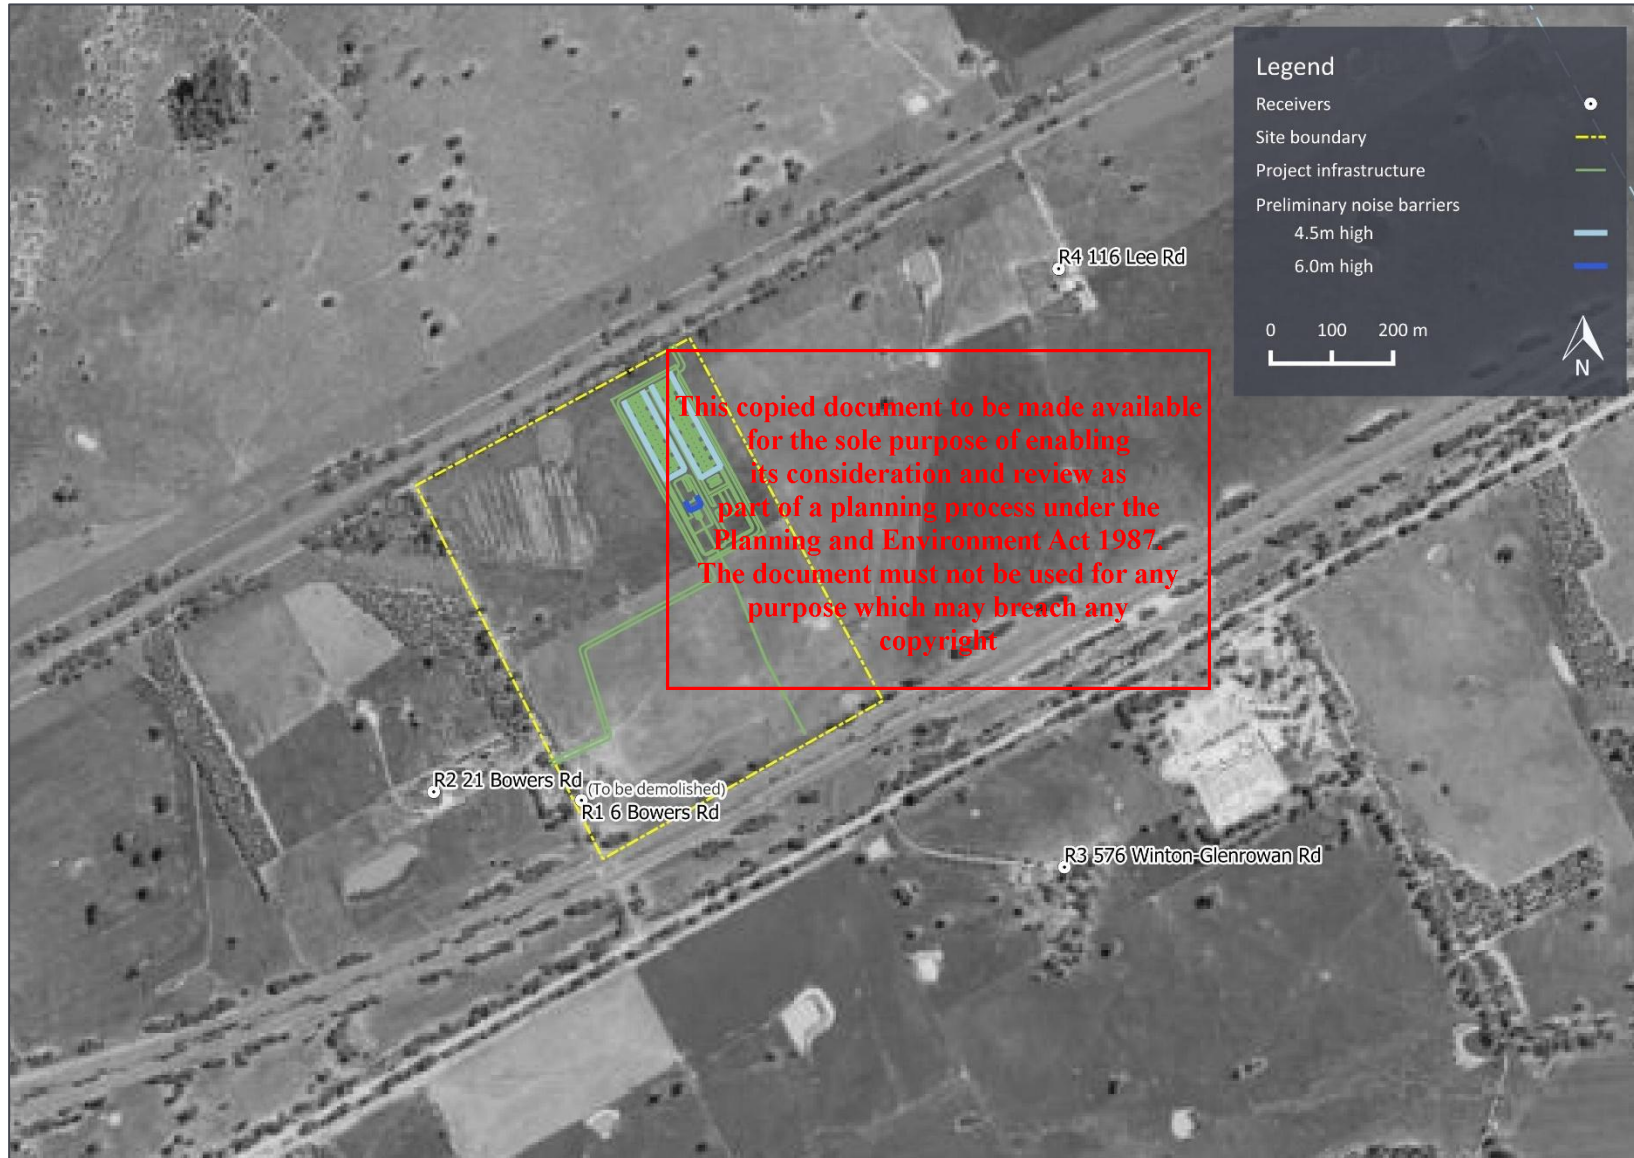 Legend
Receivers
Site boundary
Project infrastructure
Preliminary noise barriers
4.5m high
6.0m high
0 100 200 m
N
R4 116 Lee Rd
This copied document to be made available
for the sole purpose of enabling
its consideration and review as
part of a planning process under the
Planning and Environment Act 1987.
The document must not be used for any
purpose which may breach any
copyright
R2 21 Bowers Rd
(To be demolished)
R1 6 Bowers Rd
R3 576 Winton-Glenrowan Rd